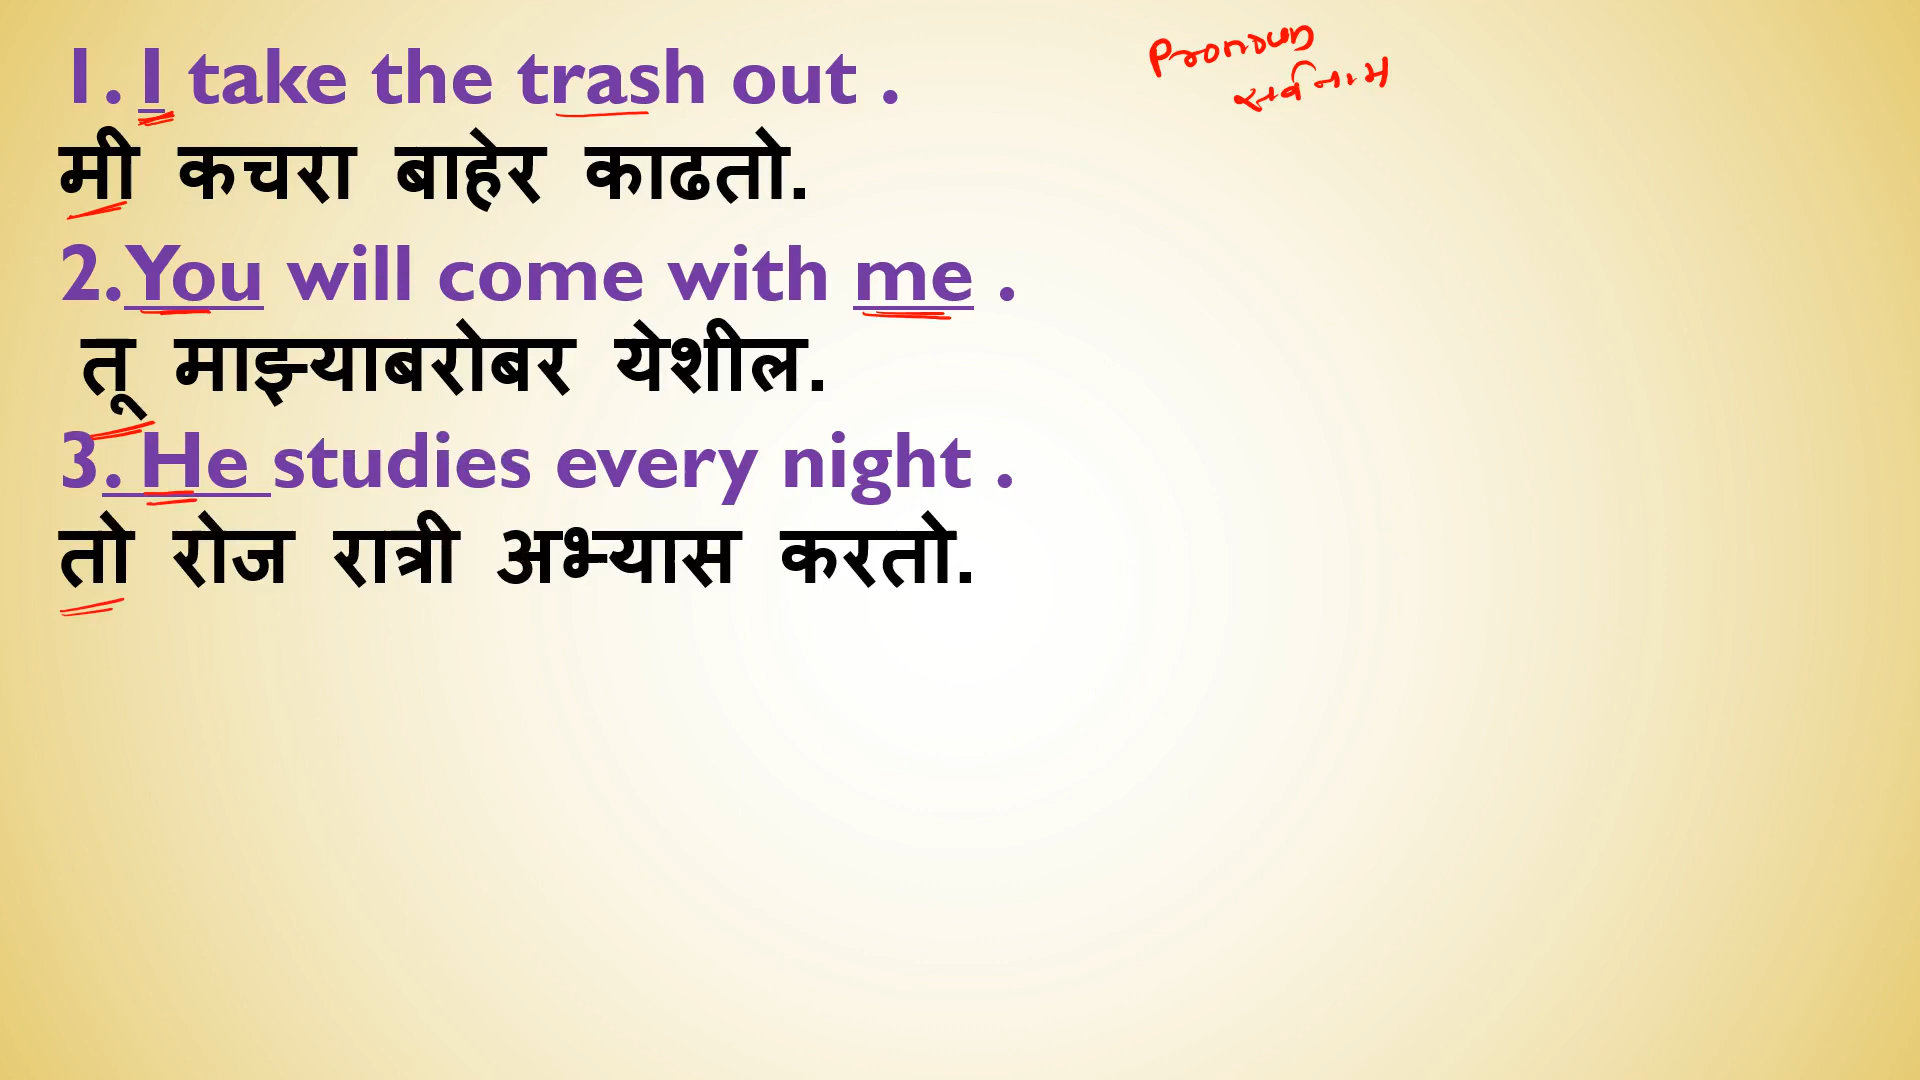 1. I take the trash out .
मी कचरा बाहेर काढतो.
2. You will come with me .
तू माझ्याबरोबर येशील.
3. He studies every night .
तो रोज रात्री अभ्यास करतो.
Pronoun
सर्वनाम